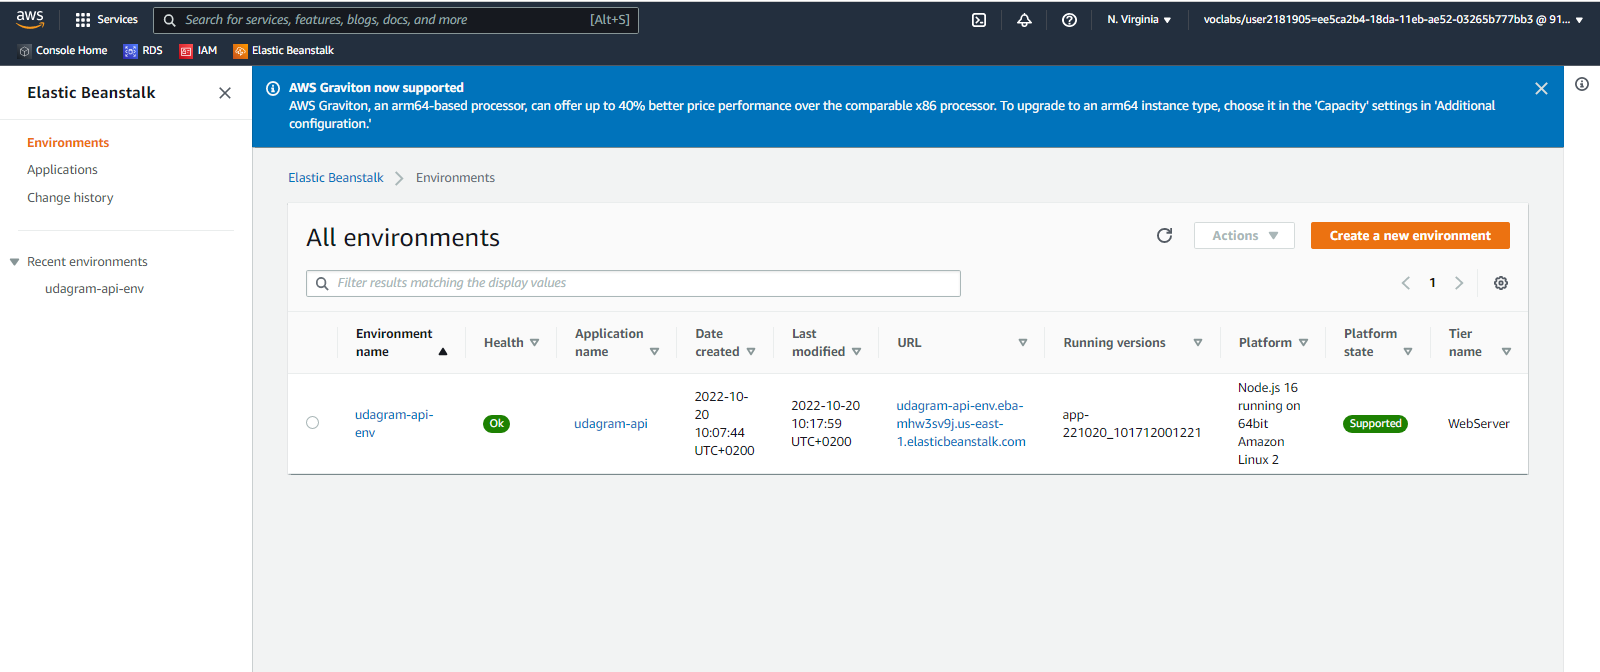 aws
Services
Search for services, features, blogs, docs, and more
[Alt+S]
N. Virginia
voclabs/user2181905=ee5ca2b4-18da-11eb-ae52-03265b777bb3 @ 91...
Console Home
RDS
IAM
Elastic Beanstalk
Elastic Beanstalk
Environments
Applications
Change history
Recent environments
udagram-api-env
AWS Graviton now supported
AWS Graviton, an arm64-based processor, can offer up to 40% better price performance over the comparable x86 processor. To upgrade to an arm64 instance type, choose it in the 'Capacity' settings in 'Additional
configuration.'
Elastic Beanstalk
Environments
All environments
Actions
Create a new environment
Filter results matching the display values
1
Environment
name
Health
Application
name
Date
created
Last
modified
URL
Running versions
Platform
Platform
state
Tier
name
udagram-api-
env
Ok
udagram-api
2022-10-
20
10:07:44
UTC+0200
2022-10-20
10:17:59
UTC+0200
udagram-api-env.eba-
mhw3sv9j.us-east-
1.elasticbeanstalk.com
app-
221020_101712001221
Node.js 16
running on
64bit
Amazon
Linux 2
Supported
WebServer